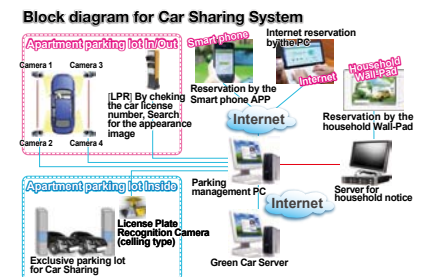 Block diagram for Car Sharing System
Apartment parking lot In/Out
Camera 1
Camera 3
[LPR] By cheking
the car license
number, Search
for the appearance
image
Camera 2
Camera 4
Smart phone
Reservation by the
Smart phone APP
Internet reservation
by the PC
Internet
Household
Wall-Pad
Reservation by the
household Wall-Pad
Internet
Parking
management PC
Server for
household notice
Internet
Green Car Server
Apartment parking lot Inside
License Plate
Recognition Camera
(celling type)
Exclusive parking lot
for Car Sharing